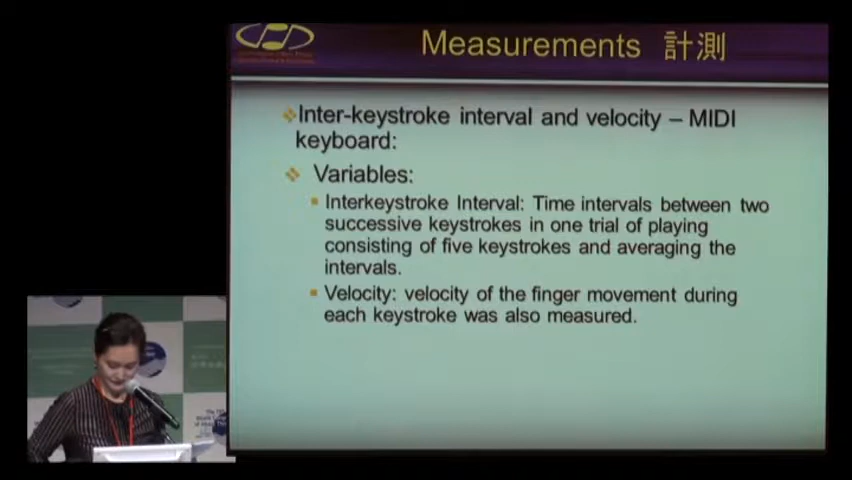 Measurements 計測
Inter-keystroke interval and velocity – MIDI
keyboard:
Variables:
Interkeystroke Interval: Time intervals between two
successive keystrokes in one trial of playing
consisting of five keystrokes and averaging the
intervals.
Velocity: velocity of the finger movement during
each keystroke was also measured.